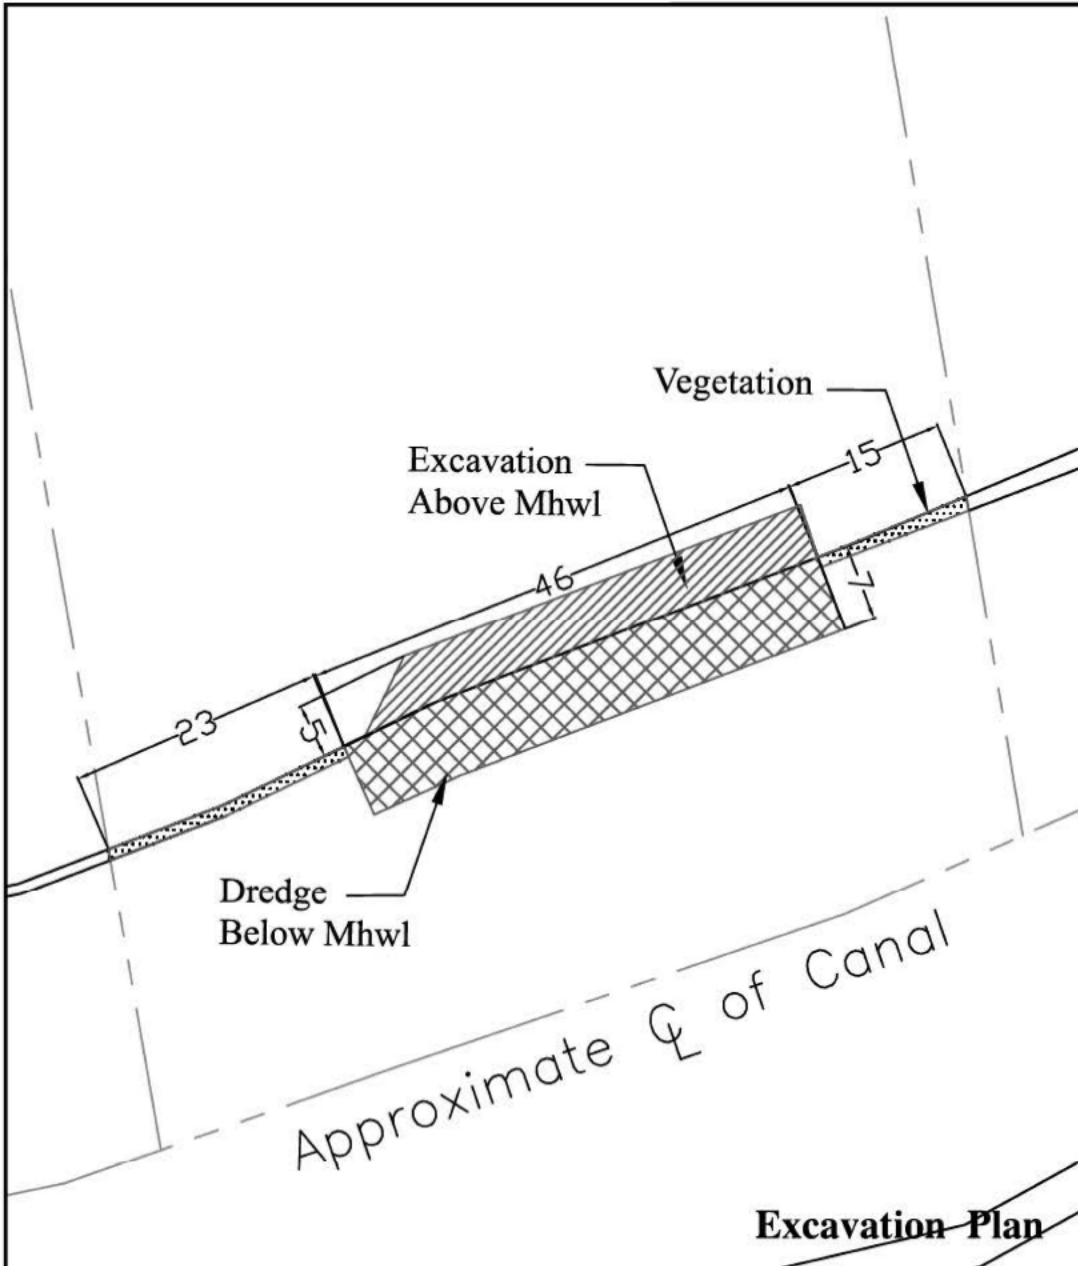 Vegetation
Excavation
Above Mhwl
15
46
7
23
5
Dredge
Below Mhwl
Approximate ℄ of Canal
Excavation Plan